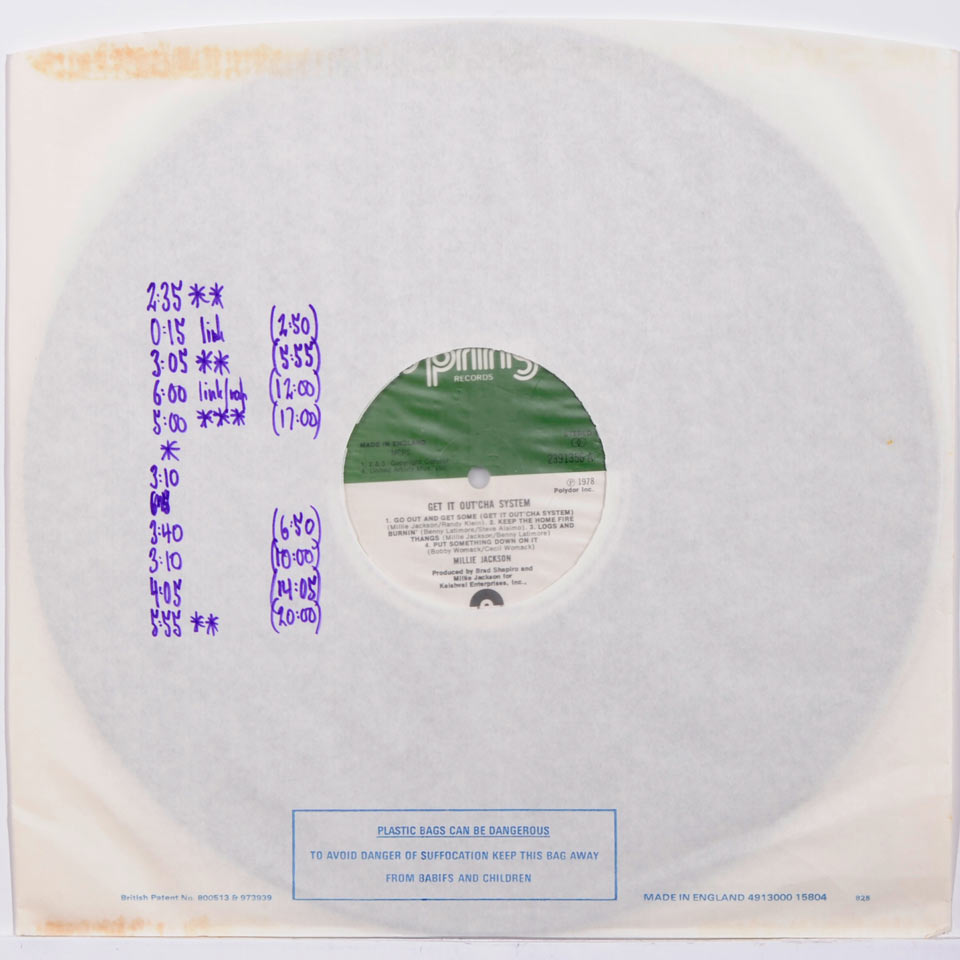 2:35 **
0:15 link (2:50)
3:05 ** (5:55)
6:00 link/ (12:00)
5:00 *** (17:00)
*
3:10
3:40 (6:50)
3:10 (10:00)
4:05 (14:05)
5:55 ** (20:00)
Spring
RECORDS
MADE IN ENGLAND
2391356-A
℗ 1978
Polydor Inc.
GET IT OUT'CHA SYSTEM
1. GO OUT AND GET SOME (GET IT OUT'CHA SYSTEM)
(Millie Jackson/Randy Klein) 2. KEEP THE HOME FIRE
BURNIN' (Benny Latimore/Steve Alaimo) 3. LOGS AND
THANGS (Millie Jackson/Benny Latimore)
4. PUT SOMETHING DOWN ON IT
(Bobby Womack/Cecil Womack)
MILLIE JACKSON
Produced by Brad Shapiro and
Millie Jackson for
Kaishwal Enterprises, Inc.,
PLASTIC BAGS CAN BE DANGEROUS
TO AVOID DANGER OF SUFFOCATION KEEP THIS BAG AWAY
FROM BABIFS AND CHILDREN
British Patent No. 800513 & 973939
MADE IN ENGLAND 4913000 15804
828